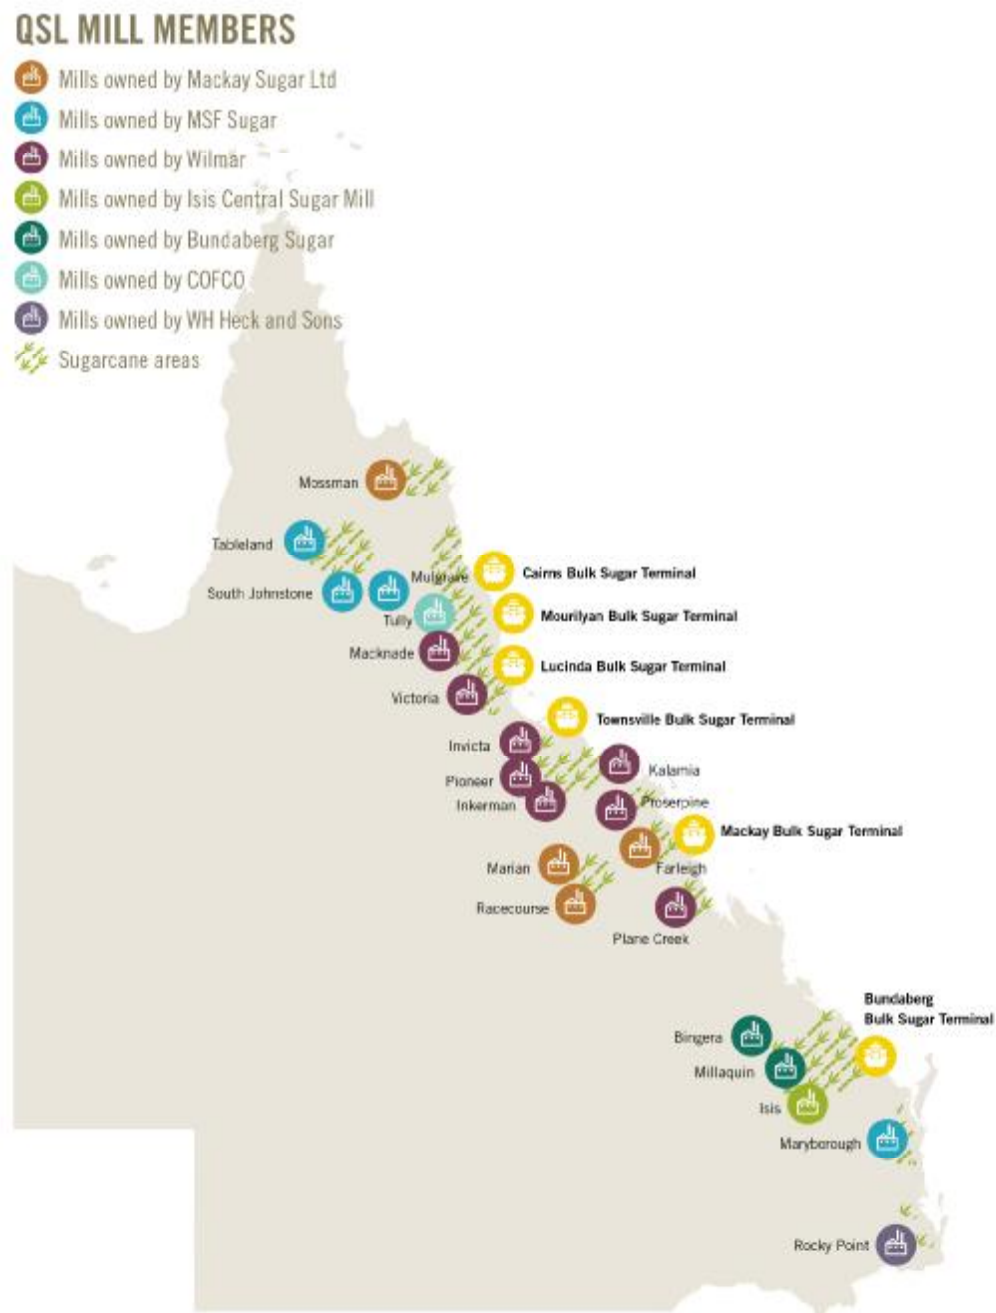 QSL MILL MEMBERS
Mills owned by Mackay Sugar Ltd
Mills owned by MSF Sugar
Mills owned by Wilmar
Mills owned by Isis Central Sugar Mill
Mills owned by Bundaberg Sugar
Mills owned by COFCO
Mills owned by WH Heck and Sons
Sugarcane areas
Mossman
Tableland
Mulgrave
Cairns Bulk Sugar Terminal
South Johnstone
Mourilyan Bulk Sugar Terminal
Tully
Macknade
Lucinda Bulk Sugar Terminal
Victoria
Townsville Bulk Sugar Terminal
Invicta
Kalamia
Pioneer
Inkerman
Proserpine
Mackay Bulk Sugar Terminal
Marian
Farleigh
Racecourse
Plane Creek
Bundaberg
Bulk Sugar Terminal
Bingera
Millaquin
Isis
Maryborough
Rocky Point